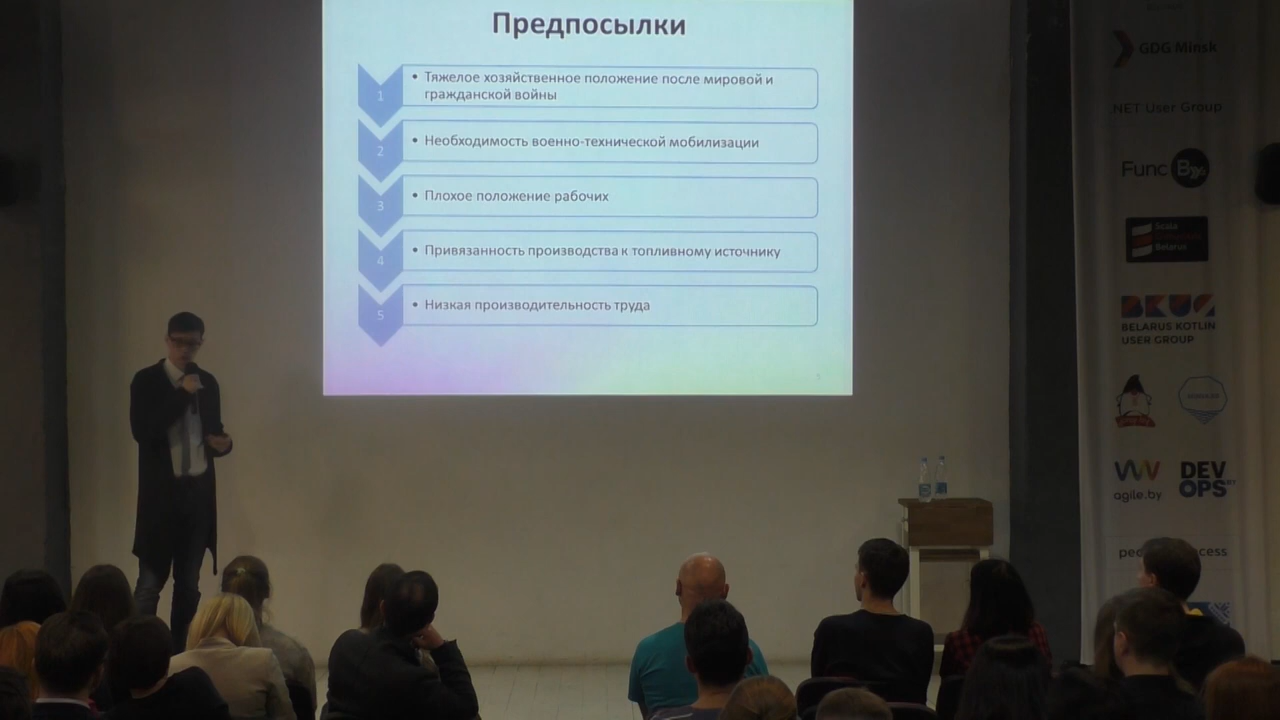 Предпосылки
1
• Тяжелое хозяйственное положение после мировой и
гражданской войны
2
• Необходимость военно-технической мобилизации
3
• Плохое положение рабочих
4
• Привязанность производства к топливному источнику
5
• Низкая производительность труда
GDG Minsk
.NET User Group
Func
Scala
Belarus
BKUG
BELARUS KOTLIN
USER GROUP
agile.by
DEV
OPS